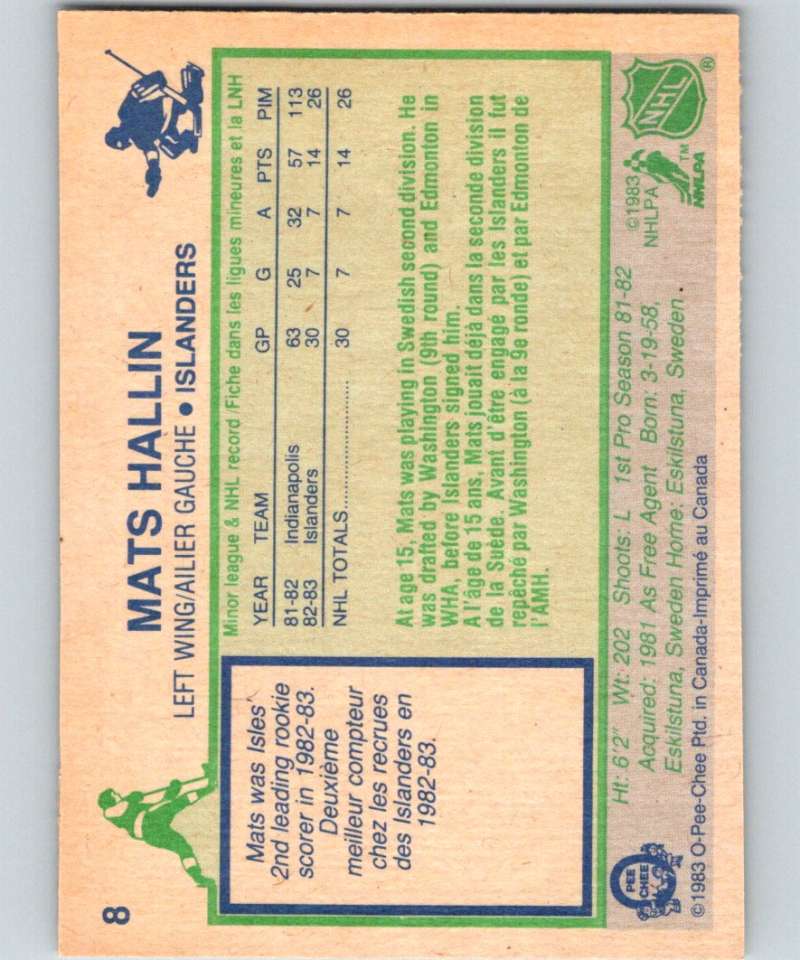 8
MATS HALLIN
LEFT WING/AILIER GAUCHE • ISLANDERS
Mats was Isles'
2nd leading rookie
scorer in 1982-83.
Deuxième
meilleur compteur
chez les recrues
des Islanders en
1982-83.
Minor league & NHL record/Fiche dans les ligues mineures et la LNH
YEAR TEAM GP G A PTS PIM
81-82 Indianapolis 63 25 32 57 113
82-83 Islanders 30 7 7 14 26
NHL TOTALS.................... 30 7 7 14 26
At age 15, Mats was playing in Swedish second division. He
was drafted by Washington (9th round) and Edmonton in
WHA, before Islanders signed him.
A l'âge de 15 ans, Mats jouait déjà dans la seconde division
de la Suède. Avant d'être engagé par les Islanders il fut
repêché par Washington (à la 9e ronde) et par Edmonton de
l'AMH.
Ht: 6'2" Wt: 202 Shoots: L 1st Pro Season 81-82
Acquired: 1981 As Free Agent Born: 3-19-58,
Eskilstuna, Sweden Home: Eskilstuna, Sweden
©1983 O-Pee-Chee Ptd. in Canada-Imprimé au Canada
O
PEE
CHEE
©1983
NHLPA
NHLPA
TM
NHL
®